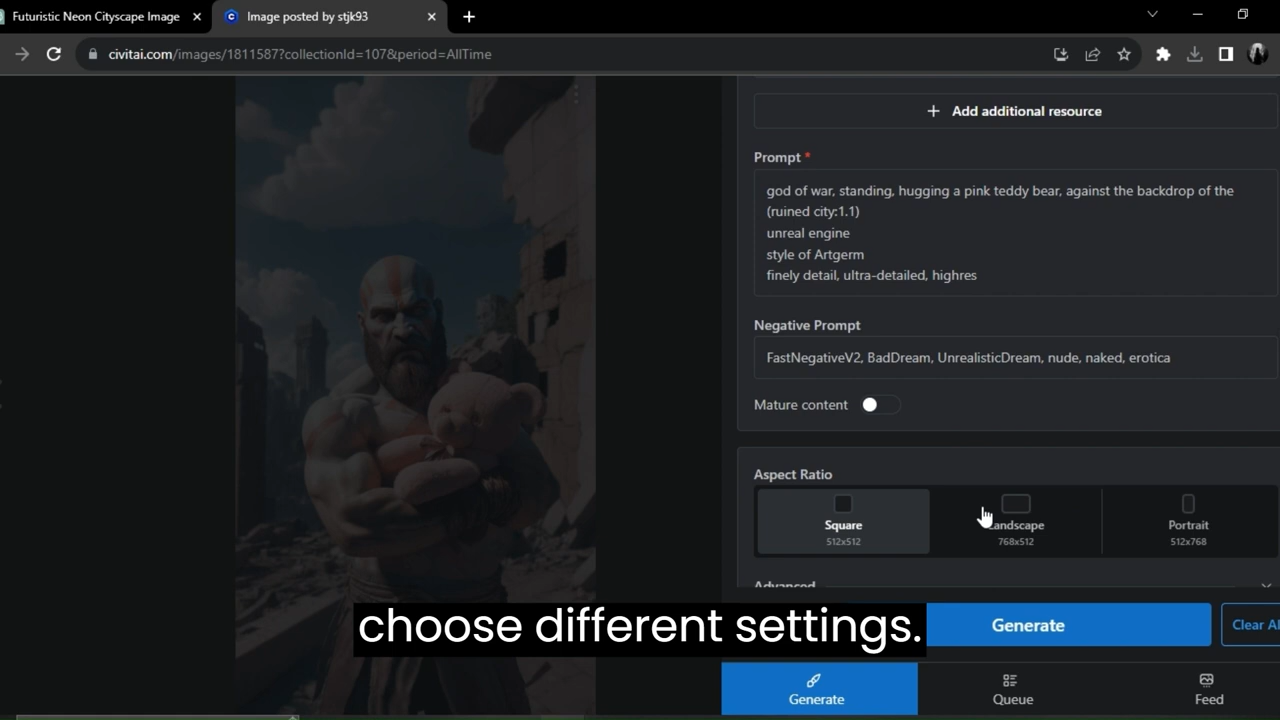 Futuristic Neon Cityscape Image
Image posted by stjk93
civitai.com/images/1811587?collectionId=107&period=AllTime
Add additional resource
Prompt *
god of war, standing, hugging a pink teddy bear, against the backdrop of the
(ruined city:1.1)
unreal engine
style of Artgerm
finely detail, ultra-detailed, highres
Negative Prompt
FastNegativeV2, BadDream, UnrealisticDream, nude, naked, erotica
Mature content
Aspect Ratio
Square Landscape Portrait
512x512 768x512 512x768
Advanced
choose different settings.
Generate Clear Al
Generate Queue Feed